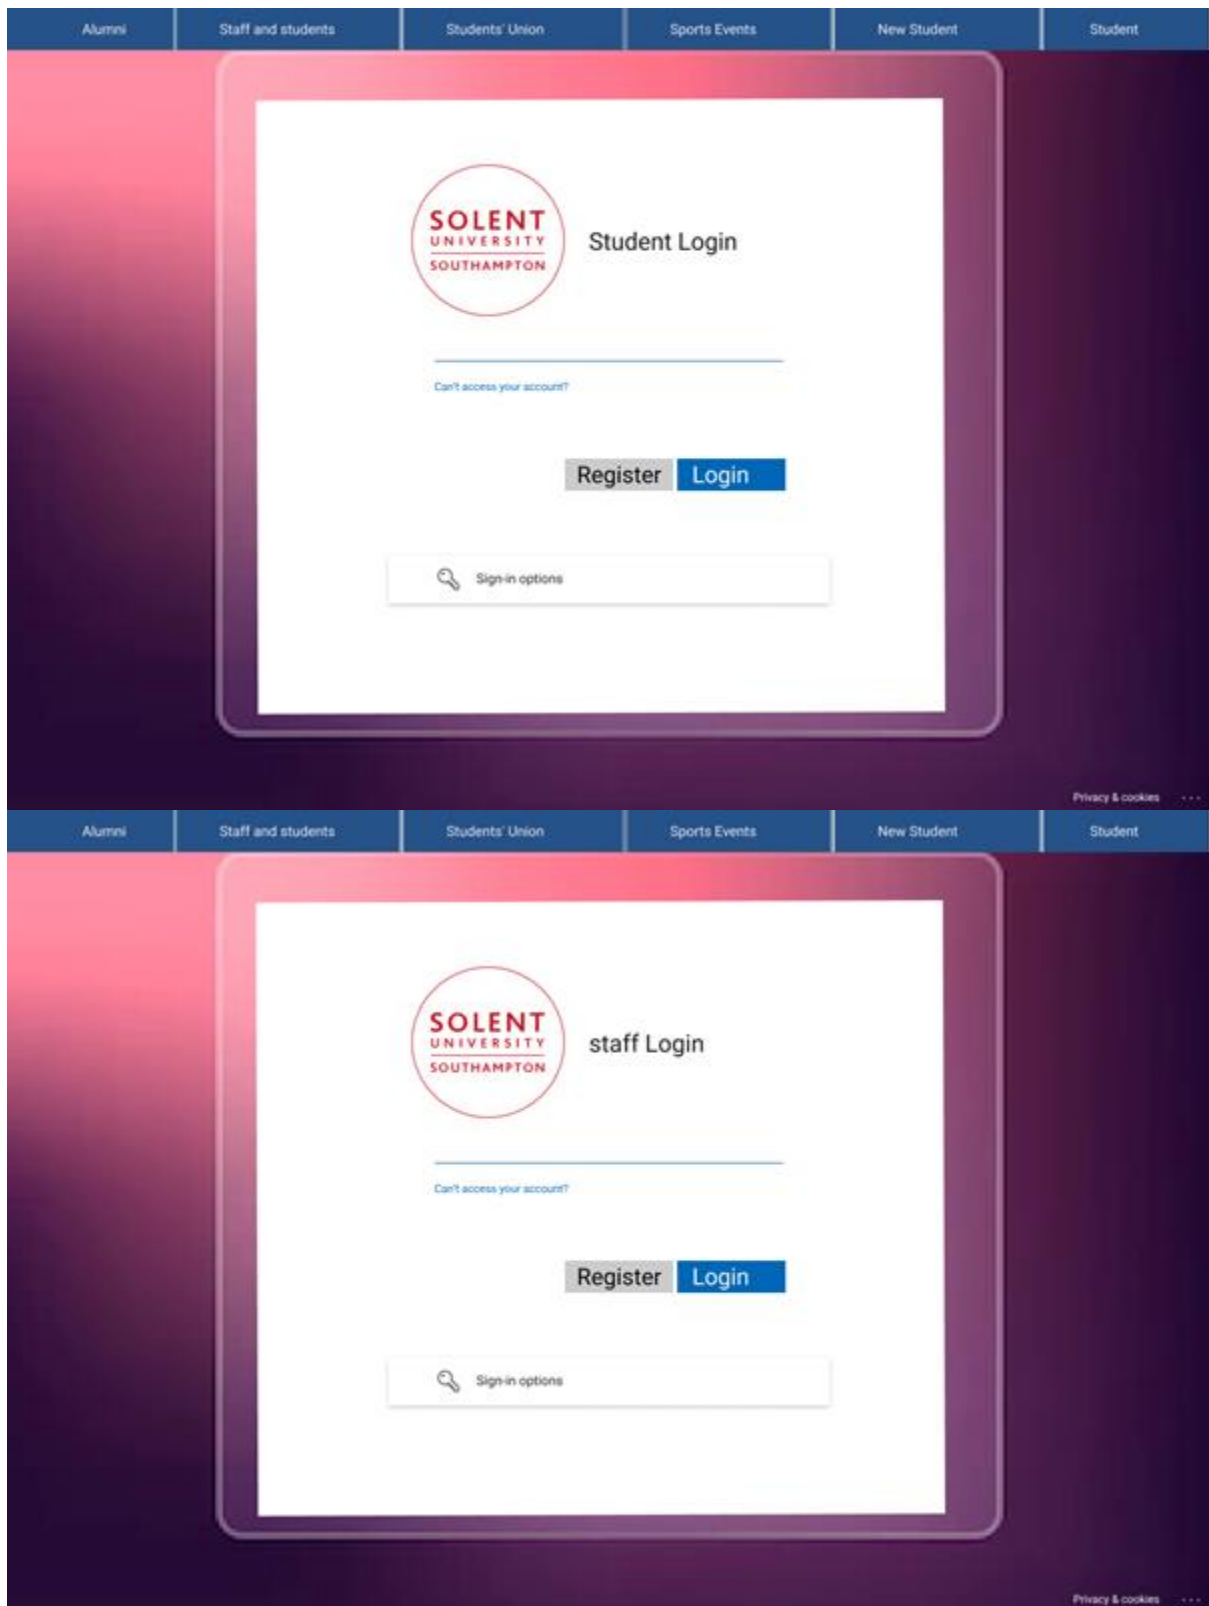 Alumni Staff and students Students' Union Sports Events New Student Student
SOLENT
UNIVERSITY
SOUTHAMPTON
Student Login
Can't access your account?
Register Login
Sign-in options
Privacy & cookies ...
Alumni Staff and students Students' Union Sports Events New Student Student
SOLENT
UNIVERSITY
SOUTHAMPTON
staff Login
Can't access your account?
Register Login
Sign-in options
Privacy & cookies ...